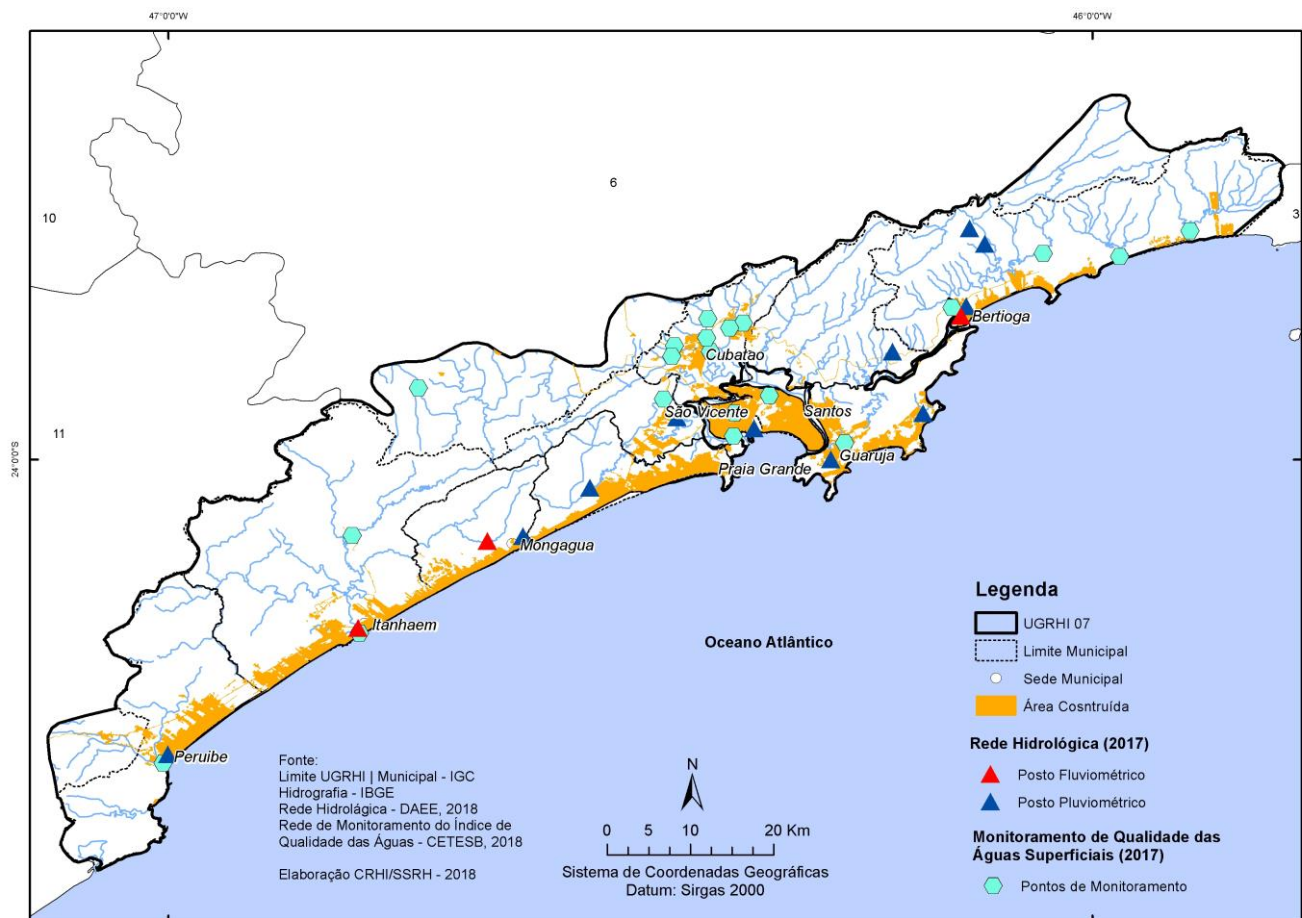 47°0'0"W
46°0'0"W
6
10
3
11
24°0'0"S
Bertioga
Cubatao
São Vicente
Santos
Guaruja
Praia Grande
Mongagua
Itanhaem
Peruibe
Oceano Atlântico
Legenda
UGRHI 07
Limite Municipal
Sede Municipal
Área Cosntruída
Rede Hidrológica (2017)
Posto Fluviométrico
Posto Pluviométrico
Monitoramento de Qualidade das
Águas Superficiais (2017)
Pontos de Monitoramento
Fonte:
Limite UGRHI | Municipal - IGC
Hidrografia - IBGE
Rede Hidrológica - DAEE, 2018
Rede de Monitoramento do Índice de
Qualidade das Águas - CETESB, 2018
Elaboração CRHI/SSRH - 2018
N
0 5 10 20 Km
Sistema de Coordenadas Geográficas
Datum: Sirgas 2000